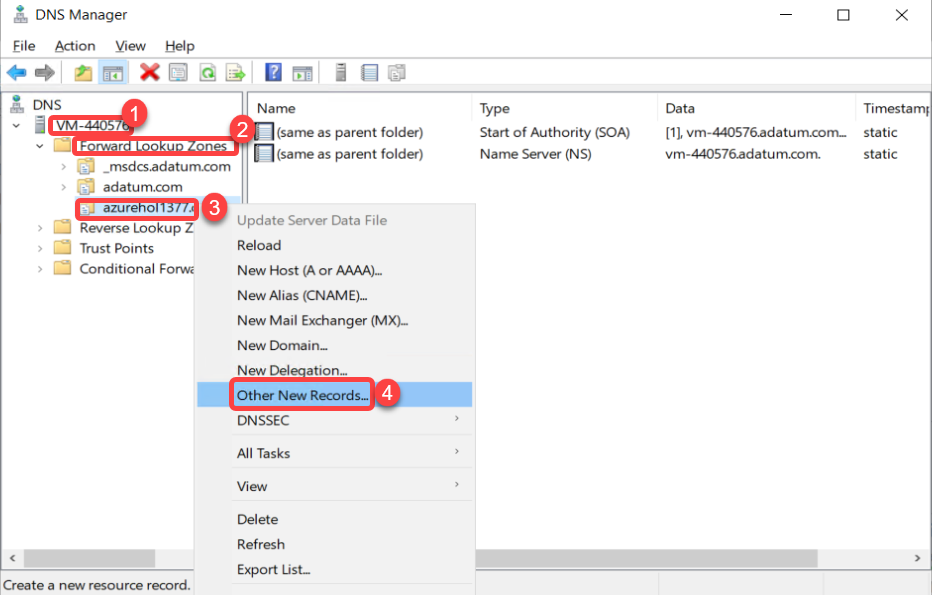 DNS Manager
File Action View Help
DNS
VM-440576
1
Forward Lookup Zones
2
_msdcs.adatum.com
adatum.com
azurehol1377.
3
Reverse Lookup Z
Trust Points
Conditional Forwa
Name Type Data Timestamp
(same as parent folder) Start of Authority (SOA) [1], vm-440576.adatum.com... static
(same as parent folder) Name Server (NS) vm-440576.adatum.com. static
Update Server Data File
Reload
New Host (A or AAAA)...
New Alias (CNAME)...
New Mail Exchanger (MX)...
New Domain...
New Delegation...
Other New Records...
4
DNSSEC
All Tasks
View
Delete
Refresh
Export List...
Create a new resource record.